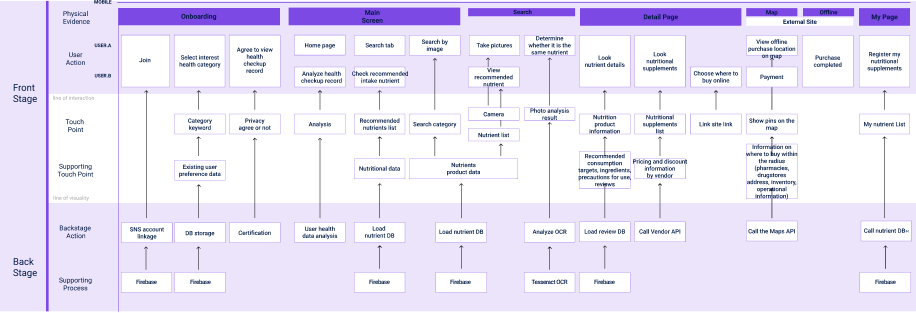 MOBILE
Physical
Evidence
Onboarding
Main
Screen
Search
Detail Page
Map
Offline
External Site
My Page
Front
Stage
User
Action
USER.A
USER.B
Join
Select interest
health category
Agree to view
health
checkup
record
Home page
Analyze health
checkup record
Search tab
Check recommended
intake nutrient
Search by
image
Take pictures
View
recommended
nutrient
Determine
whether it is the
same nutrient
Look
nutrient details
Look
nutritional
supplements
Choose where to
buy online
View offline
purchase location
on map
Payment
Purchase
completed
Register my
nutritional
supplements
line of interaction
Touch
Point
Category
keyword
Privacy
agree or not
Analysis
Recommended
nutrients list
Search category
Camera
Nutrient list
Photo analysis
result
Nutrition
product
information
Nutritional
supplements
list
Link site link
Show pins on the
map
My nutrient List
Supporting
Touch Point
Existing user
preference data
Nutritional data
Nutrients
product data
Recommended
consumption
targets, ingredients,
precautions for use,
reviews
Pricing and discount
information
by vendor
Information on
where to buy within
the radius
(pharmacies,
drugstores
address, inventory,
operational
information)
line of visuality
Back
Stage
Backstage
Action
SNS account
linkage
DB storage
Certification
User health
data analysis
Load
nutrient DB
Load nutrient DB
Analyze OCR
Load review DB
Call Vendor API
Call the Maps API
Call nutrient DB
Supporting
Process
Firebase
Firebase
Firebase
Firebase
Tesseract OCR
Firebase
Firebase